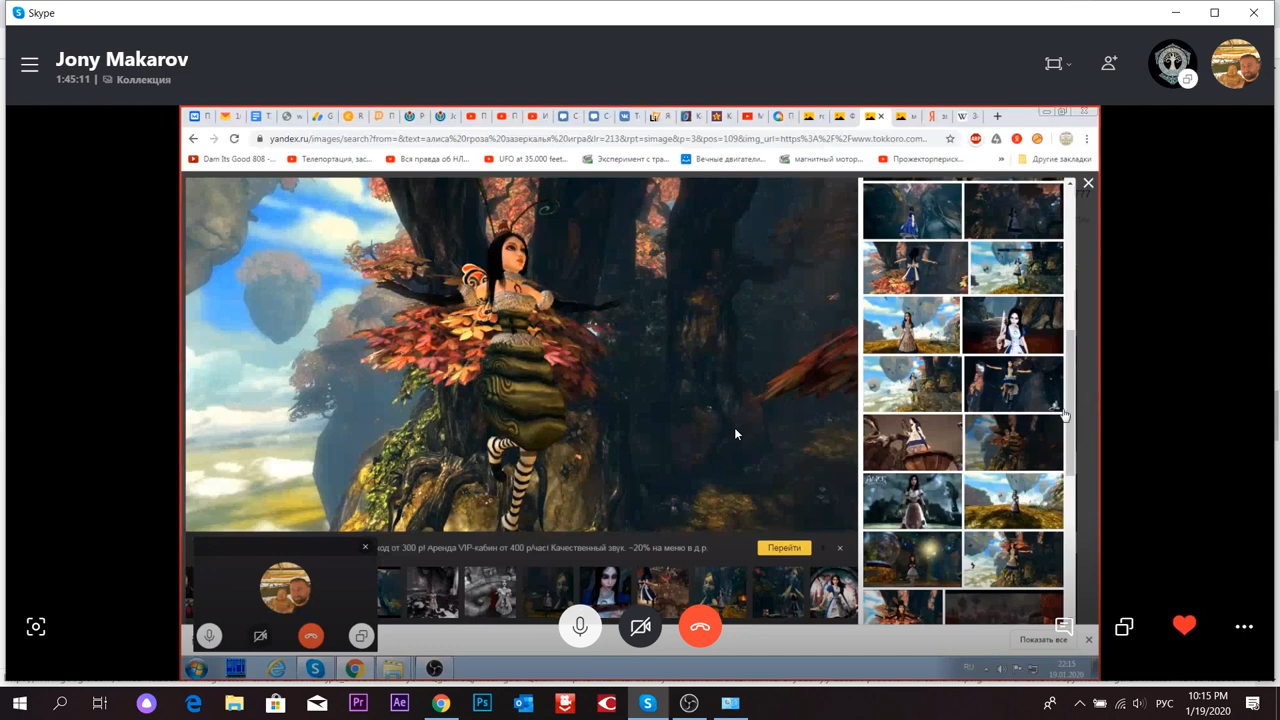 Skype
Jony Makarov
1:45:11 | Коллекция
yandex.ru/images/search?from=&text=алиса%20гроза%20зазеркалья%20игра&lr=213&rpt=simage&p=3&pos=109&img_url=https%3A%2F%2Fwww.tokkoro.com...
Dam Its Good 808 -...
Телепортация, зас...
Вся правда об НЛ...
UFO at 35.000 feet...
Эксперимент с тра...
Вечные двигатели...
магнитный мотор...
Прожекторперисх...
»
Другие закладки
ход от 300 р! Аренда VIP-кабин от 400 р/час! Качественный звук. −20% на меню в д.р.
Перейти
Показать все
RU
22:15
19.01.2020
Pr
Ae
Ps
РУС
10:15 PM
1/19/2020